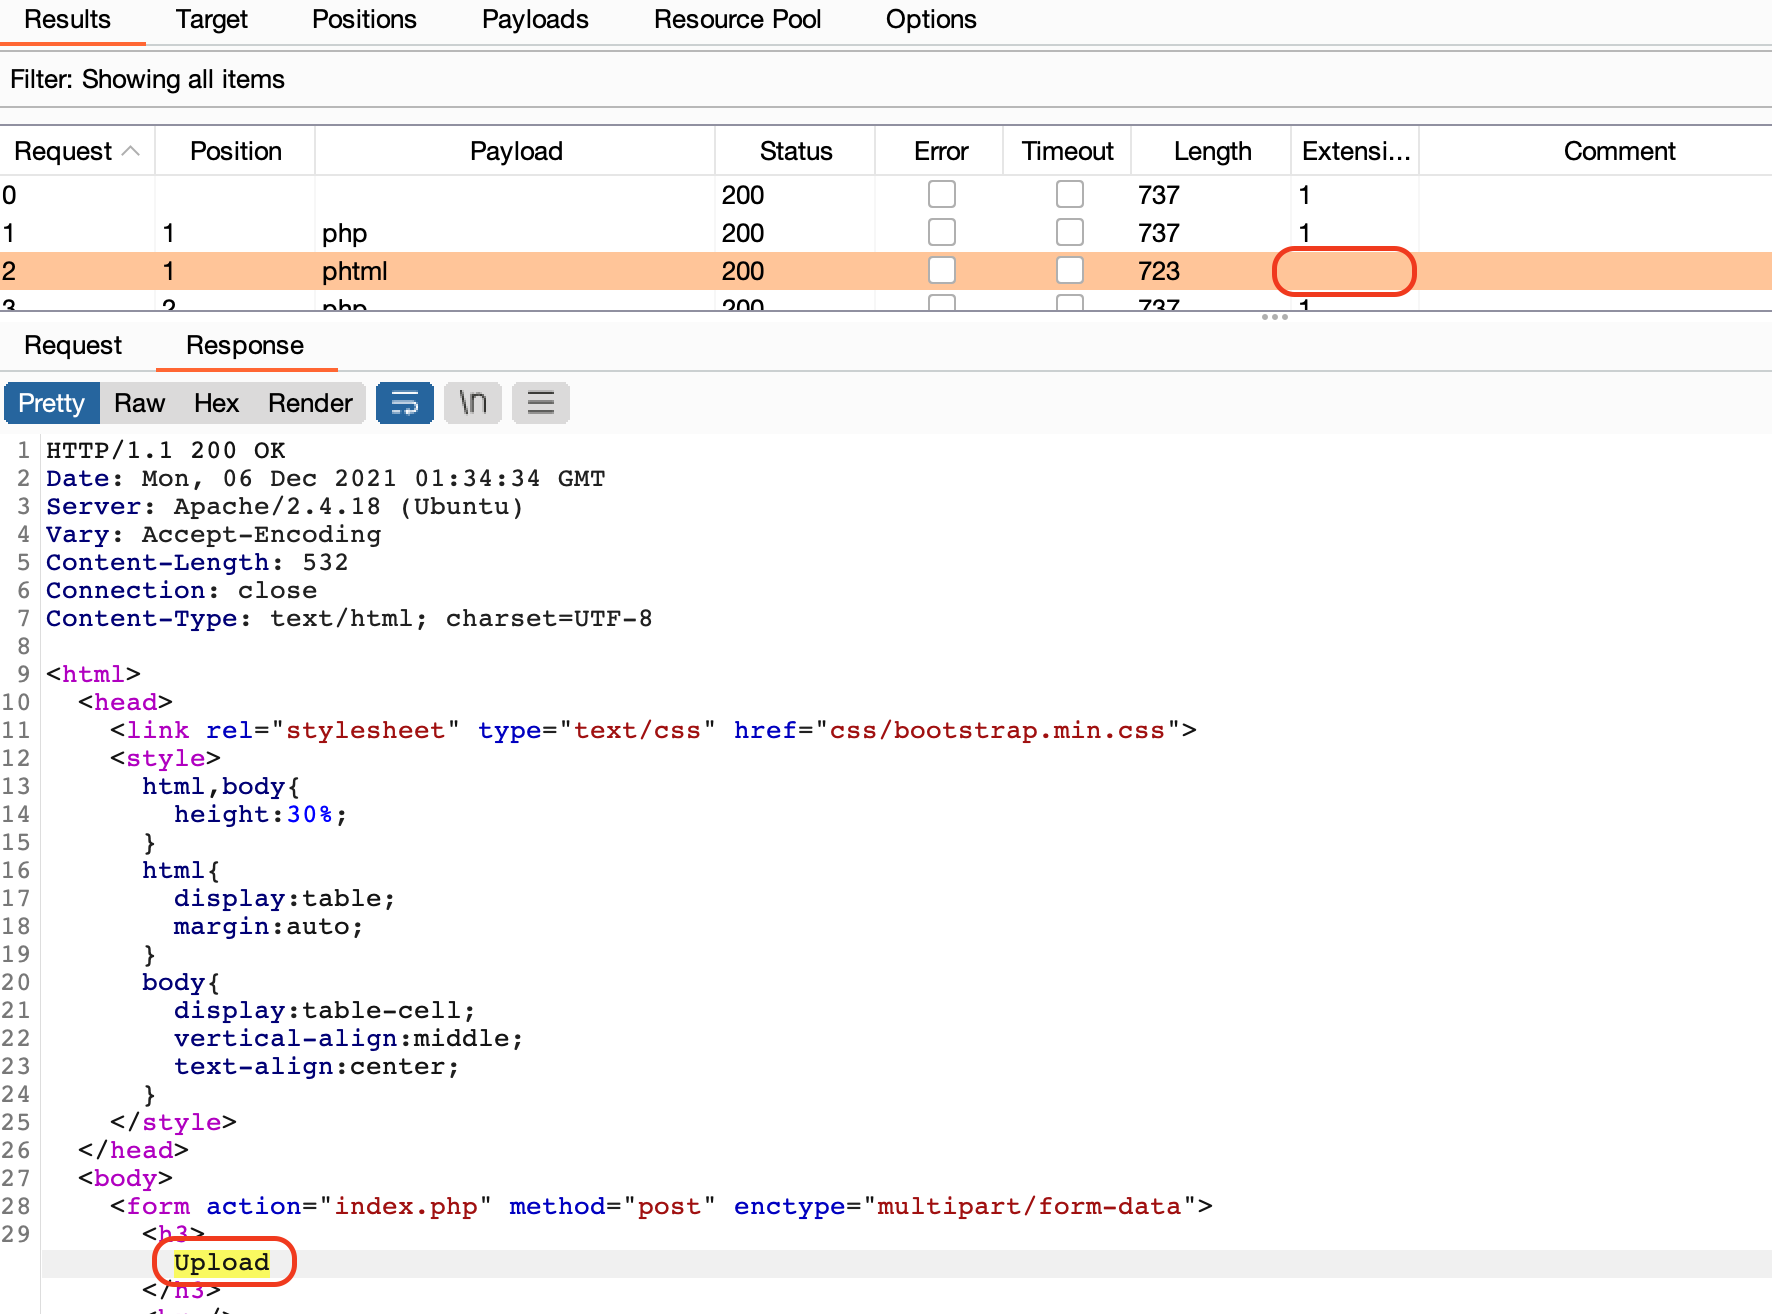 Results Target Positions Payloads Resource Pool Options
Filter: Showing all items
Request Position Payload Status Error Timeout Length Extensi... Comment
0 200 737 1
1 1 php 200 737 1
2 1 phtml 200 723
3 2 php 200 737 1
Request Response
Pretty Raw Hex Render \n
1 HTTP/1.1 200 OK
2 Date: Mon, 06 Dec 2021 01:34:34 GMT
3 Server: Apache/2.4.18 (Ubuntu)
4 Vary: Accept-Encoding
5 Content-Length: 532
6 Connection: close
7 Content-Type: text/html; charset=UTF-8
8
9 <html>
10 <head>
11 <link rel="stylesheet" type="text/css" href="css/bootstrap.min.css">
12 <style>
13 html,body{
14 height:30%;
15 }
16 html{
17 display:table;
18 margin:auto;
19 }
20 body{
21 display:table-cell;
22 vertical-align:middle;
23 text-align:center;
24 }
25 </style>
26 </head>
27 <body>
28 <form action="index.php" method="post" enctype="multipart/form-data">
29 <h3>
Upload
</h3>